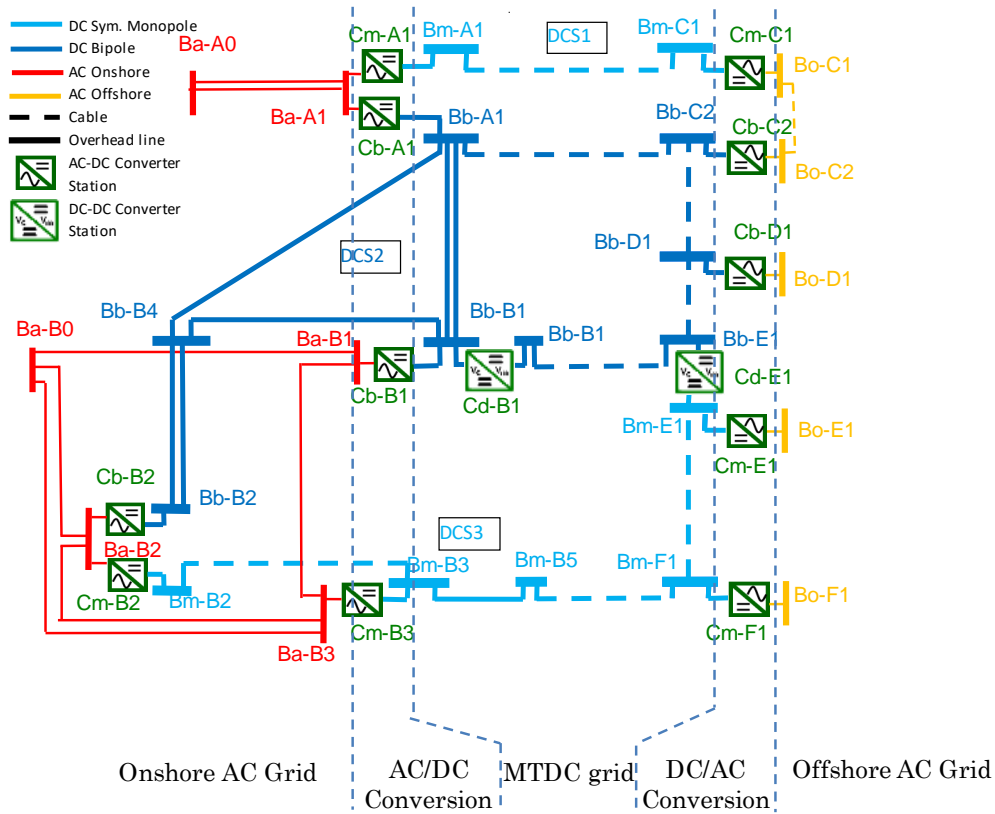 DC Sym. Monopole
DC Bipole
AC Onshore
AC Offshore
Cable
Overhead line
AC-DC Converter
Station
DC-DC Converter
Station
Ba-A0
Cm-A1
Bm-A1
DCS1
Bm-C1
Cm-C1
Bo-C1
Ba-A1
Cb-A1
Bb-A1
Bb-C2
Cb-C2
Bo-C2
DCS2
Bb-D1
Cb-D1
Bo-D1
Bb-B4
Ba-B0
Ba-B1
Bb-B1
Bb-B1
Bb-E1
Cb-B1
Cd-B1
Cd-E1
Bm-E1
Bo-E1
Cm-E1
Cb-B2
Bb-B2
Ba-B2
DCS3
Cm-B2
Bm-B2
Bm-B3
Bm-B5
Bm-F1
Bo-F1
Cm-B3
Cm-F1
Ba-B3
Onshore AC Grid
AC/DC
Conversion
MTDC grid
DC/AC
Conversion
Offshore AC Grid